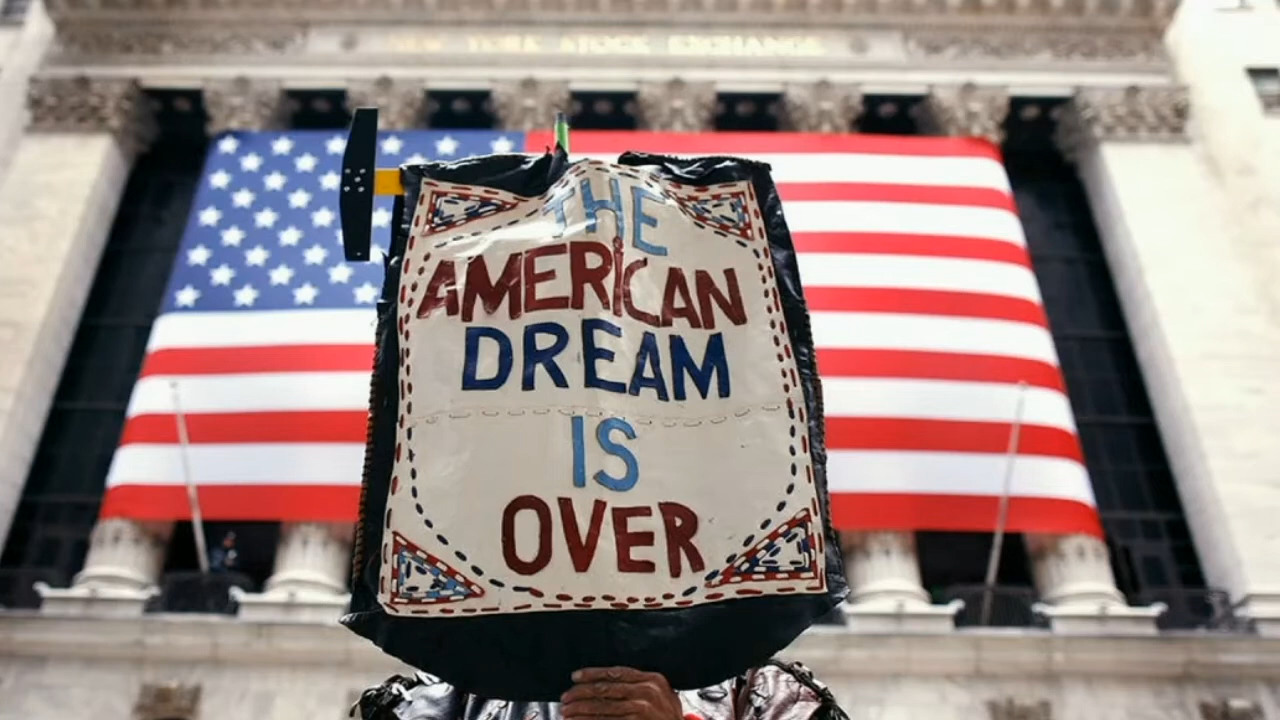 NEW YORK STOCK EXCHANGE
THE
AMERICAN
DREAM
IS
OVER